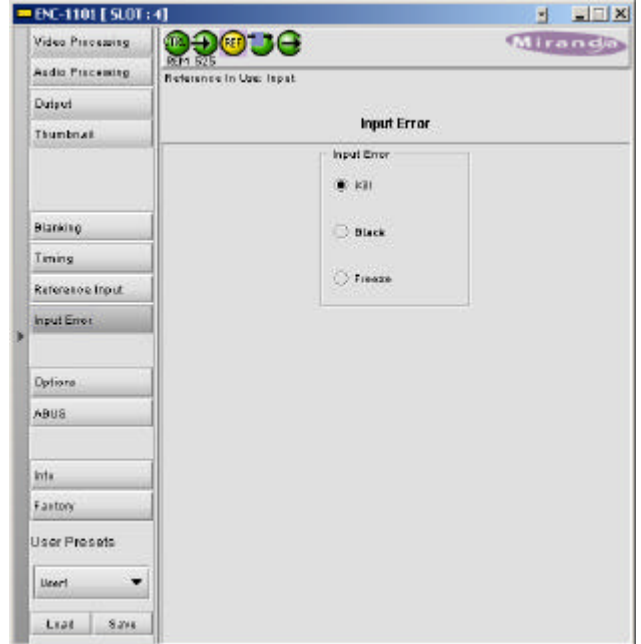 ENC-1101 [ SLOT : 4]
Video Processing
Audio Processing
Output
Thumbnail
Blanking
Timing
Reference Input
Input Error
Options
ABUS
Info
Factory
User Presets
User1
Load Save
CTRL REF
REM 525
Miranda
Reference In Use: Input
Input Error
Input Error
Kill
Black
Freeze